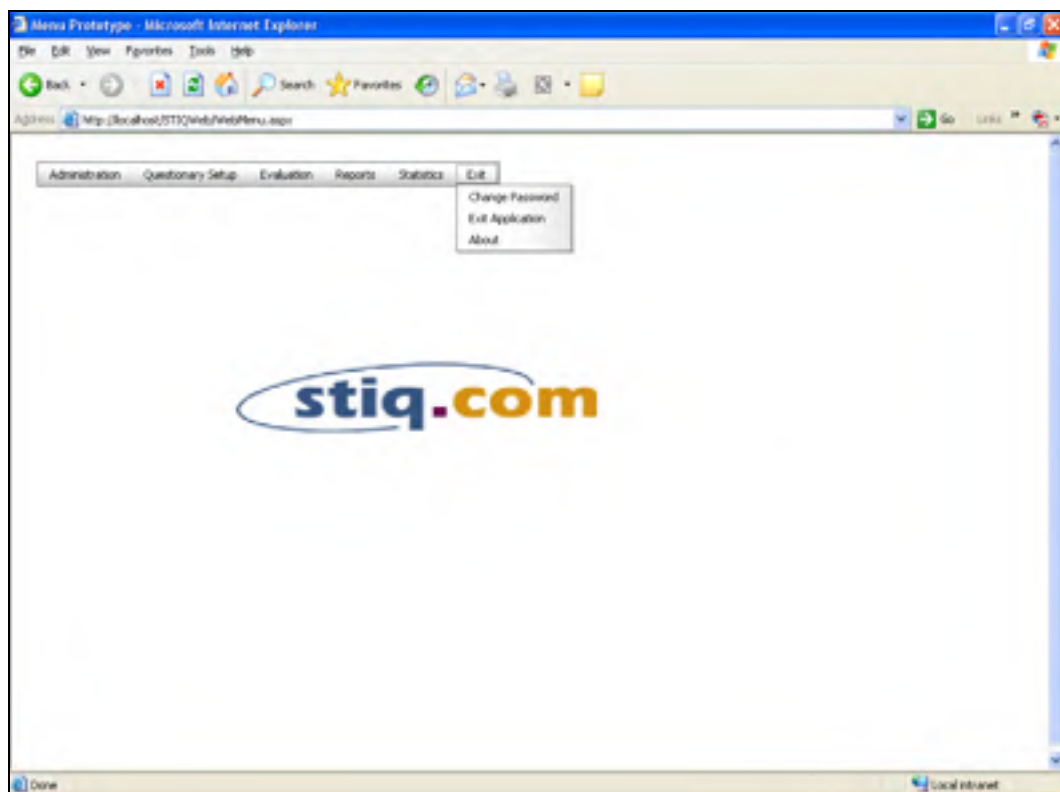 Menu Prototype - Microsoft Internet Explorer
File Edit View Favorites Tools Help
Back Search Favorites
Address http://localhost/STIQWeb/WebMenu.aspx Go Links »
Administration Questionary Setup Evaluation Reports Statistics Exit
Change Password
Exit Application
About
stiq.com
Done Local intranet